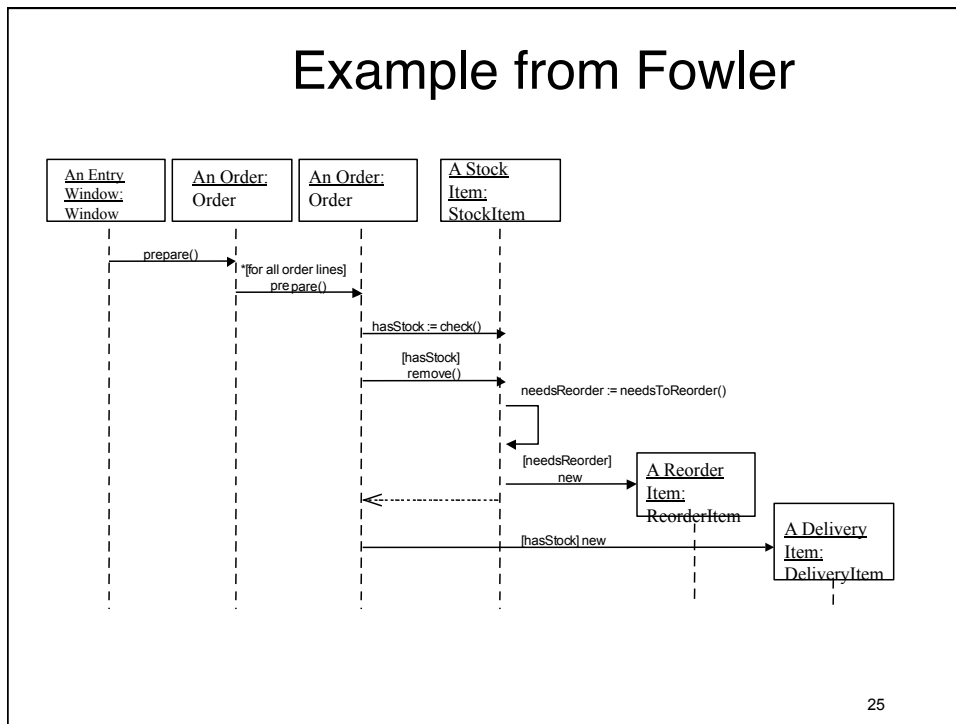 Example from Fowler
An Entry
Window:
Window
An Order:
Order
An Order:
Order
A Stock
Item:
StockItem
prepare()
*[for all order lines]
prepare()
hasStock := check()
[hasStock]
remove()
needsReorder := needsToReorder()
[needsReorder]
new
A Reorder
Item:
ReorderItem
[hasStock] new
A Delivery
Item:
DeliveryItem
25